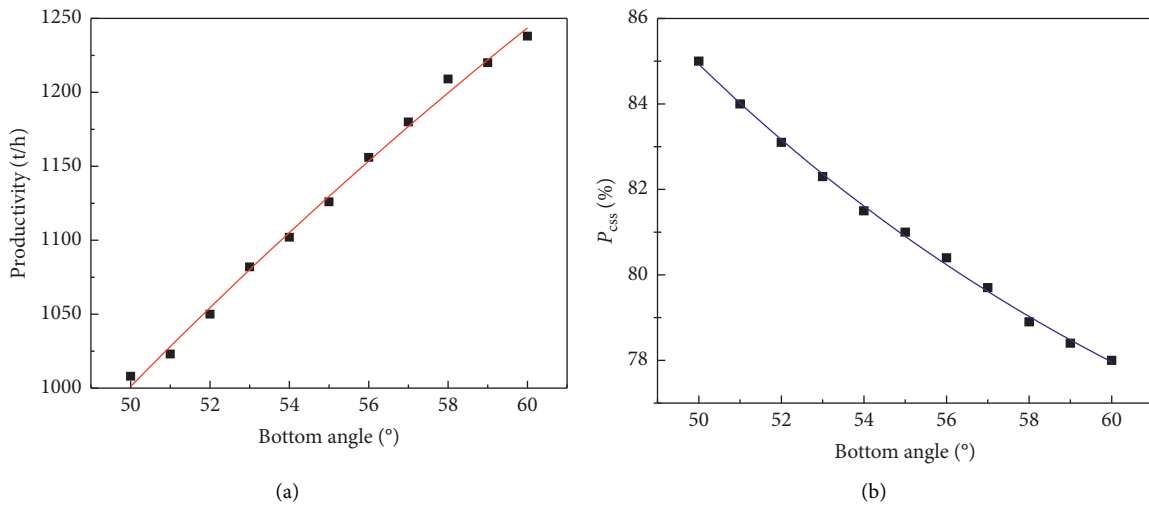 1250
1200
1150
1100
1050
1000
Productivity (t/h)
50 52 54 56 58 60
Bottom angle (°)
(a)
86
84
82
80
78
P_css (%)
50 52 54 56 58 60
Bottom angle (°)
(b)